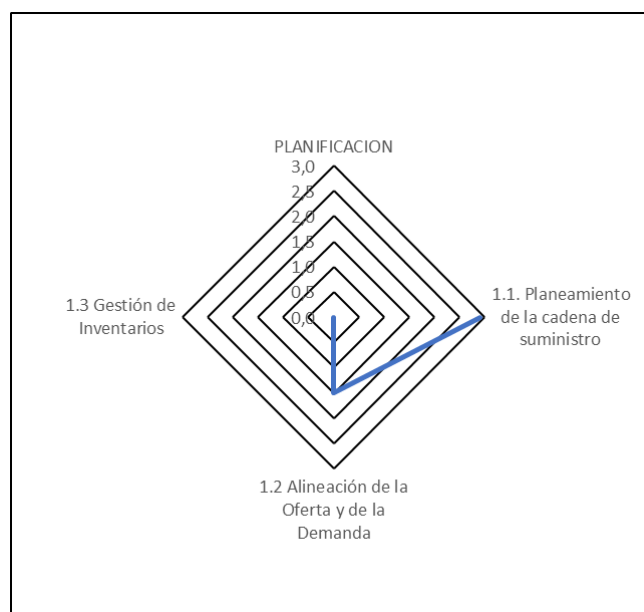 PLANIFICACION
3,0
2,5
2,0
1,5
1,0
0,5
0,0
1.1. Planeamiento
de la cadena de
suministro
1.2 Alineación de la
Oferta y de la
Demanda
1.3 Gestión de
Inventarios